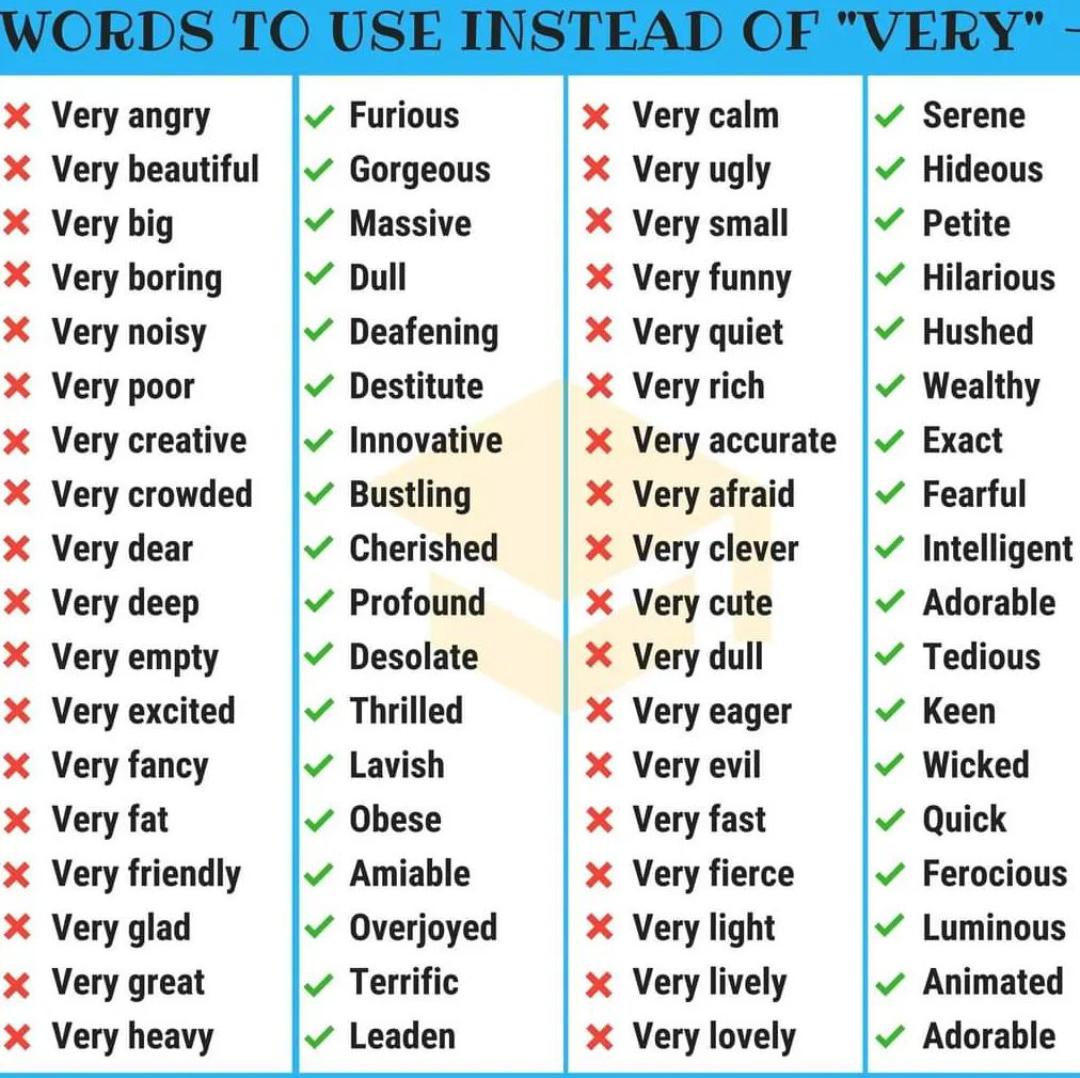 WORDS TO USE INSTEAD OF "VERY" -
Very angry Furious Very calm Serene
Very beautiful Gorgeous Very ugly Hideous
Very big Massive Very small Petite
Very boring Dull Very funny Hilarious
Very noisy Deafening Very quiet Hushed
Very poor Destitute Very rich Wealthy
Very creative Innovative Very accurate Exact
Very crowded Bustling Very afraid Fearful
Very dear Cherished Very clever Intelligent
Very deep Profound Very cute Adorable
Very empty Desolate Very dull Tedious
Very excited Thrilled Very eager Keen
Very fancy Lavish Very evil Wicked
Very fat Obese Very fast Quick
Very friendly Amiable Very fierce Ferocious
Very glad Overjoyed Very light Luminous
Very great Terrific Very lively Animated
Very heavy Leaden Very lovely Adorable